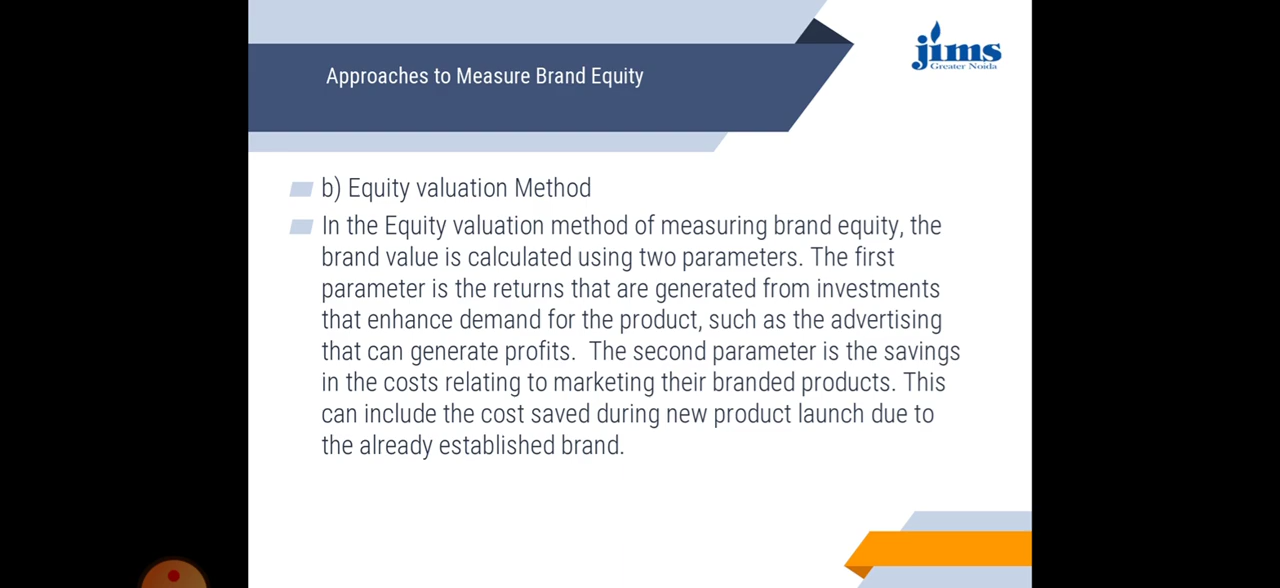 jims
Greater Noida
Approaches to Measure Brand Equity
b) Equity valuation Method
In the Equity valuation method of measuring brand equity, the
brand value is calculated using two parameters. The first
parameter is the returns that are generated from investments
that enhance demand for the product, such as the advertising
that can generate profits. The second parameter is the savings
in the costs relating to marketing their branded products. This
can include the cost saved during new product launch due to
the already established brand.